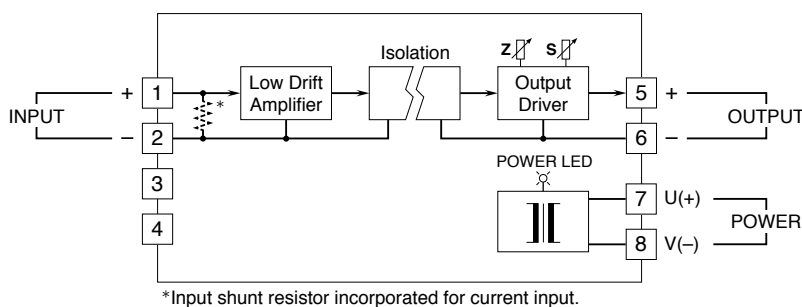 Isolation
Z S
INPUT
+ 1
Low Drift
Amplifier
*
Output
Driver
5 +
OUTPUT
− 2
6 −
3
4
POWER LED
7 U(+)
POWER
8 V(−)
*Input shunt resistor incorporated for current input.